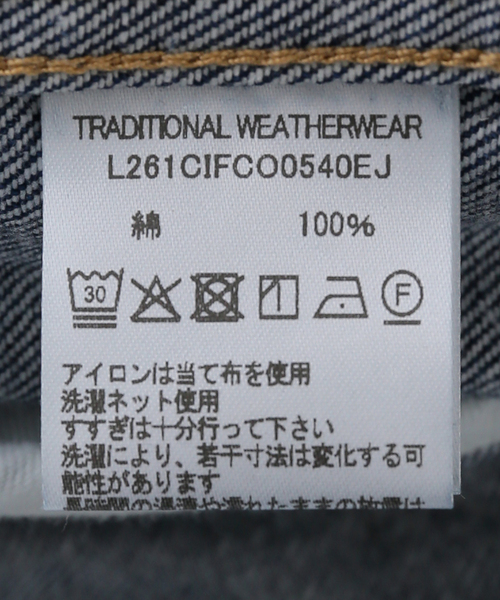 TRADITIONAL WEATHERWEAR
L261CIFCO0540EJ
綿 100%
30 F
アイロンは当て布を使用
洗濯ネット使用
すすぎは十分行って下さい
洗濯により、若干寸法は変化する可
能性があります